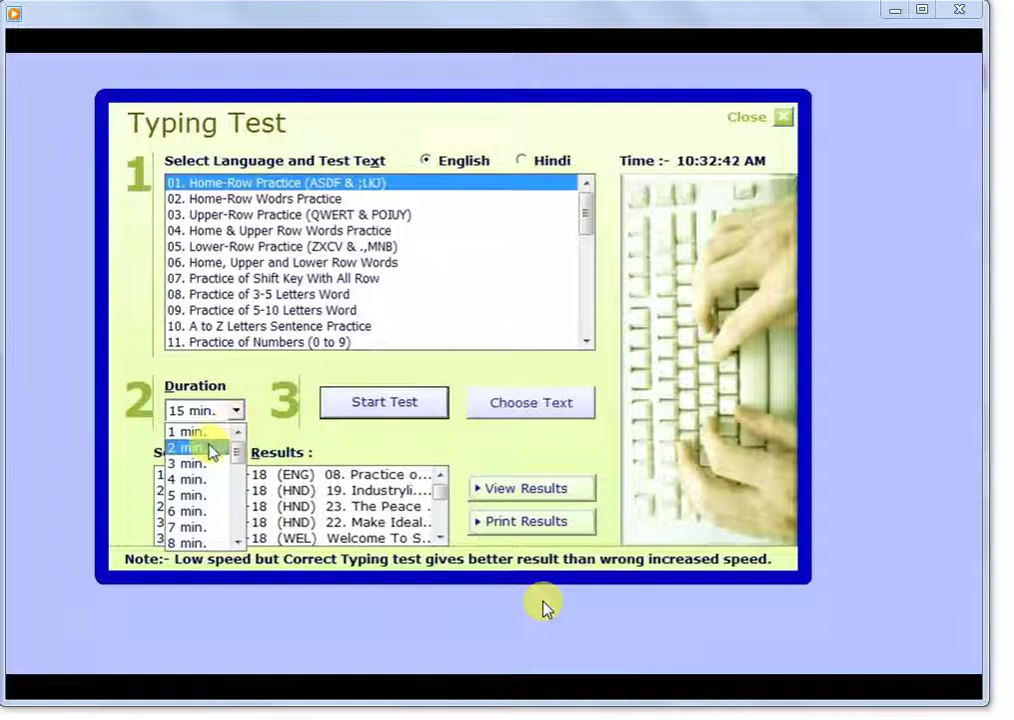 Typing Test
Close
1 Select Language and Test Text English Hindi Time :- 10:32:42 AM
01. Home-Row Practice (ASDF & ;LKJ)
02. Home-Row Wodrs Practice
03. Upper-Row Practice (QWERT & POIUY)
04. Home & Upper Row Words Practice
05. Lower-Row Practice (ZXCV & .,MNB)
06. Home, Upper and Lower Row Words
07. Practice of Shift Key With All Row
08. Practice of 3-5 Letters Word
09. Practice of 5-10 Letters Word
10. A to Z Letters Sentence Practice
11. Practice of Numbers (0 to 9)
2 Duration 3
15 min. Start Test Choose Text
1 min.
2 min.
3 min.
4 min.
5 min.
6 min.
7 min.
8 min.
Results :
18 (ENG) 08. Practice o...
18 (HND) 19. Industryli....
18 (HND) 23. The Peace .
18 (HND) 22. Make Ideal..
18 (WEL) Welcome To S..
View Results
Print Results
Note:- Low speed but Correct Typing test gives better result than wrong increased speed.